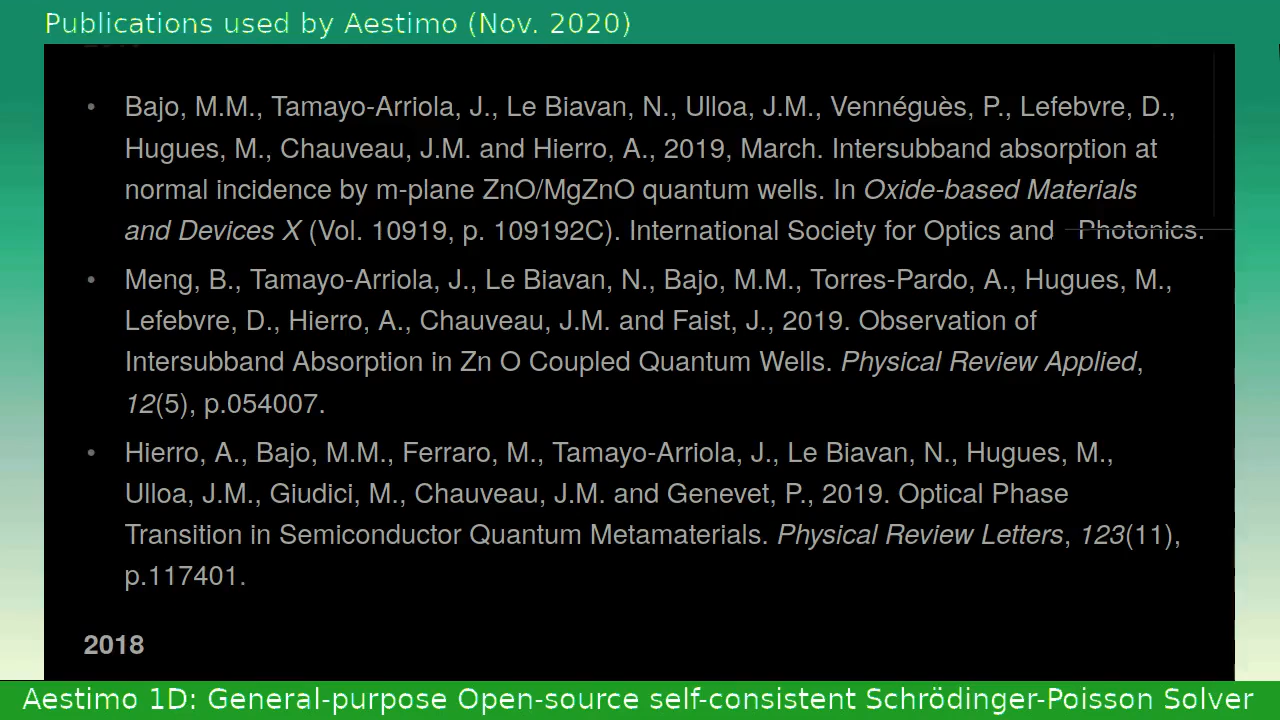 Publications used by Aestimo (Nov. 2020)
• Bajo, M.M., Tamayo-Arriola, J., Le Biavan, N., Ulloa, J.M., Vennéguès, P., Lefebvre, D.,
Hugues, M., Chauveau, J.M. and Hierro, A., 2019, March. Intersubband absorption at
normal incidence by m-plane ZnO/MgZnO quantum wells. In Oxide-based Materials
and Devices X (Vol. 10919, p. 109192C). International Society for Optics and Photonics.
• Meng, B., Tamayo-Arriola, J., Le Biavan, N., Bajo, M.M., Torres-Pardo, A., Hugues, M.,
Lefebvre, D., Hierro, A., Chauveau, J.M. and Faist, J., 2019. Observation of
Intersubband Absorption in Zn O Coupled Quantum Wells. Physical Review Applied,
12(5), p.054007.
• Hierro, A., Bajo, M.M., Ferraro, M., Tamayo-Arriola, J., Le Biavan, N., Hugues, M.,
Ulloa, J.M., Giudici, M., Chauveau, J.M. and Genevet, P., 2019. Optical Phase
Transition in Semiconductor Quantum Metamaterials. Physical Review Letters, 123(11),
p.117401.
2018
Aestimo 1D: General-purpose Open-source self-consistent Schrödinger-Poisson Solver